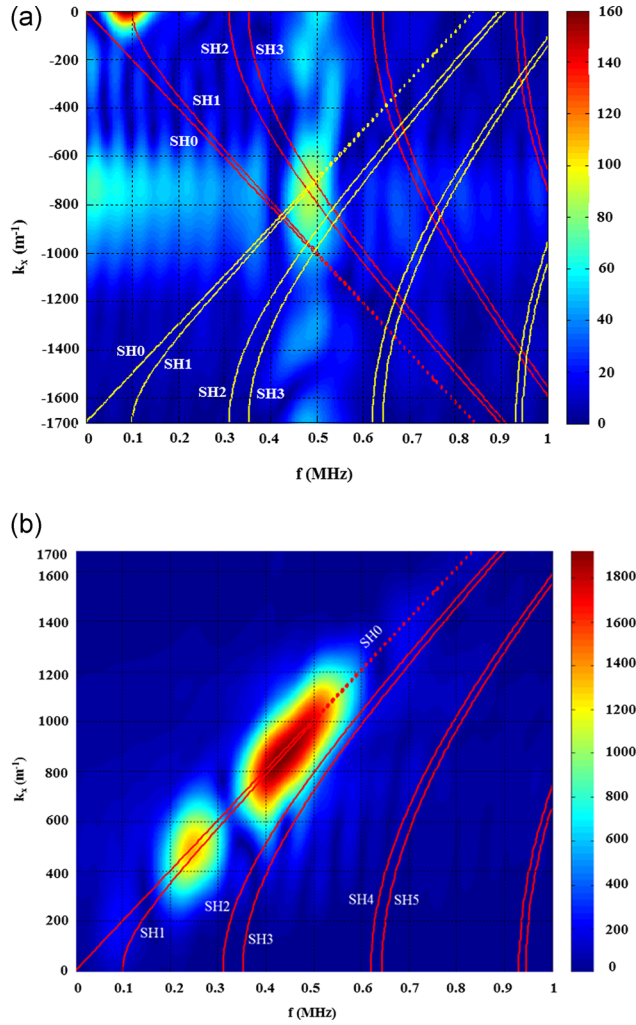 (a)
0
-200
-400
-600
-800
-1000
-1200
-1400
-1600
-1700
kx (m-1)
SH2
SH3
SH1
SH0
SH0
SH1
SH2
SH3
0 0.1 0.2 0.3 0.4 0.5 0.6 0.7 0.8 0.9 1
f (MHz)
160
140
120
100
80
60
40
20
0
(b)
1700
1600
1400
1200
1000
800
600
400
200
0
kx (m-1)
SH0
SH1
SH2
SH3
SH4
SH5
0 0.1 0.2 0.3 0.4 0.5 0.6 0.7 0.8 0.9 1
f (MHz)
1800
1600
1400
1200
1000
800
600
400
200
0